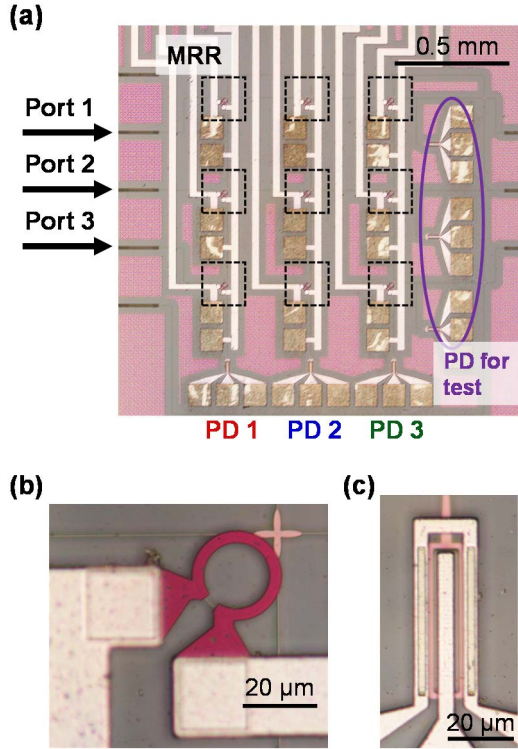 (a)
MRR
0.5 mm
Port 1
Port 2
Port 3
PD for
test
PD 1 PD 2 PD 3
(b)
(c)
20 µm
20 µm